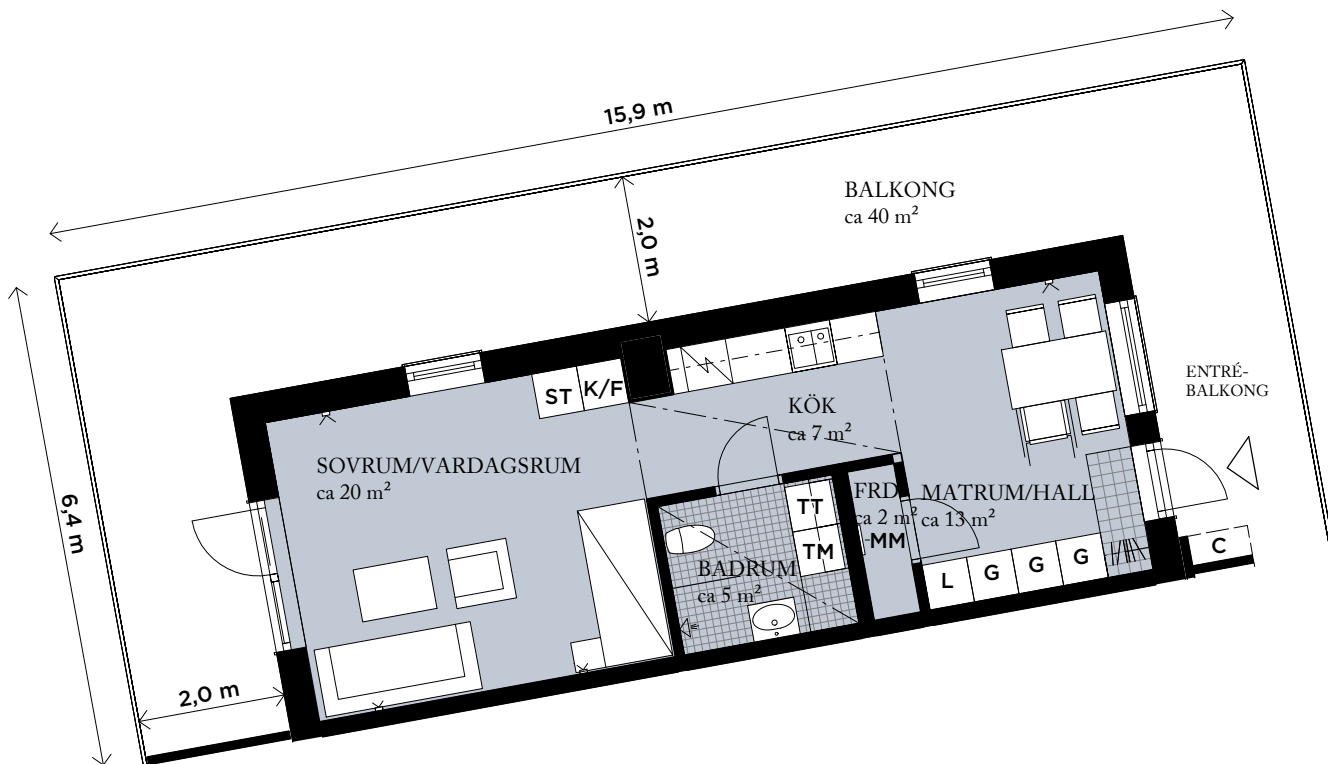 15,9 m
BALKONG
ca 40 m²
2,0 m
ENTRÉ-
BALKONG
ST
K/F
KÖK
ca 7 m²
SOVRUM/VARDAGSRUM
ca 20 m²
6,4 m
FRD
ca 2 m²
MM
MATRUM/HALL
ca 13 m²
TT
TM
BADRUM
ca 5 m²
L
G
G
G
C
2,0 m